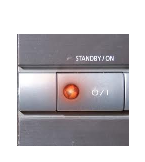 STANDBY / ON
O/I